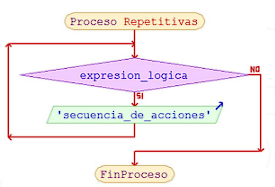 Proceso Repetitivas
expresion_logica
NO
SI
'secuencia_de_acciones'
FinProceso